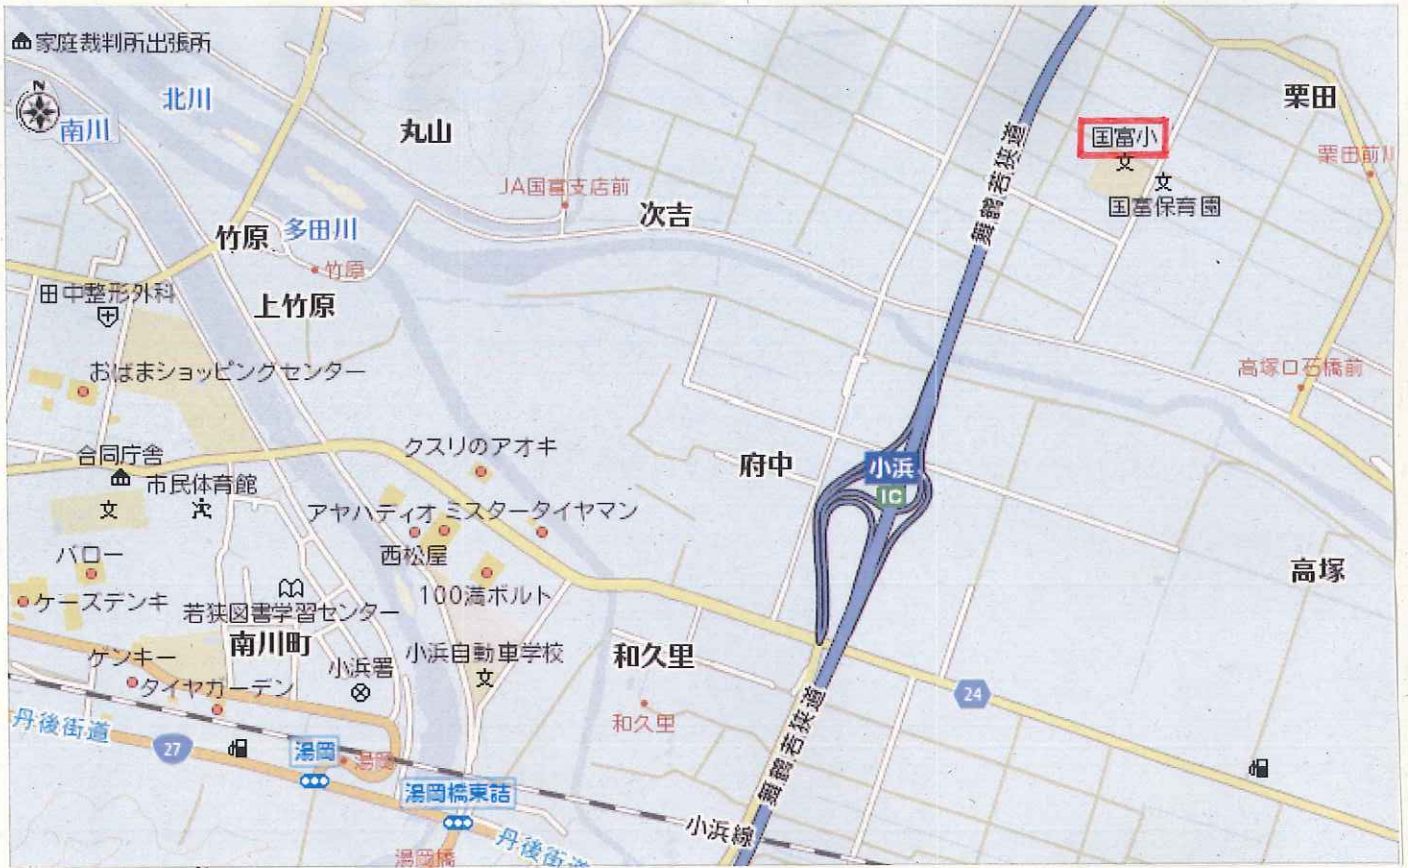 家庭裁判所出張所
N
北川
南川
丸山
栗田
国富小
文
栗田前川
JA国富支店前
文
国富保育園
舞鶴若狭道
次吉
竹原
多田川
竹原
田中整形外科
上竹原
おばまショッピングセンター
高塚口石橋前
クスリのアオキ
合同庁舎
府中
小浜
IC
市民体育館
文
アヤハディオ
ミスタータイヤマン
西松屋
バロー
高塚
ケーズデンキ
100満ボルト
若狭図書学習センター
南川町
ゲンキー
小浜署
小浜自動車学校
文
和久里
タイヤガーデン
24
和久里
丹後街道
27
湯岡
湯岡
舞鶴若狭道
湯岡橋東詰
小浜線
丹後街道
湯岡橋